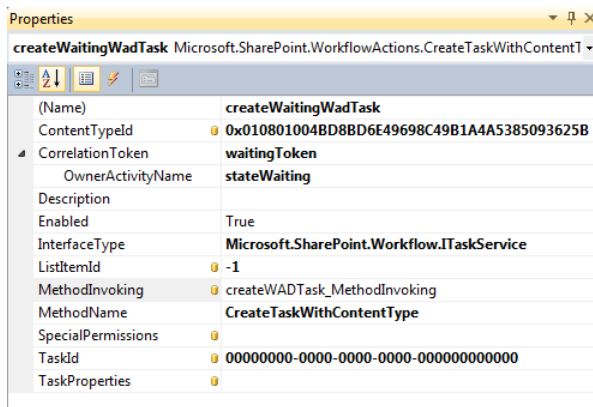 Properties
createWaitingWadTask Microsoft.SharePoint.WorkflowActions.CreateTaskWithContentT
(Name) createWaitingWadTask
ContentTypeId 0x010801004BD8BD6E49698C49B1A4A5385093625B
CorrelationToken waitingToken
OwnerActivityName stateWaiting
Description
Enabled True
InterfaceType Microsoft.SharePoint.Workflow.ITaskService
ListItemId -1
MethodInvoking createWADTask_MethodInvoking
MethodName CreateTaskWithContentType
SpecialPermissions
TaskId 00000000-0000-0000-0000-000000000000
TaskProperties